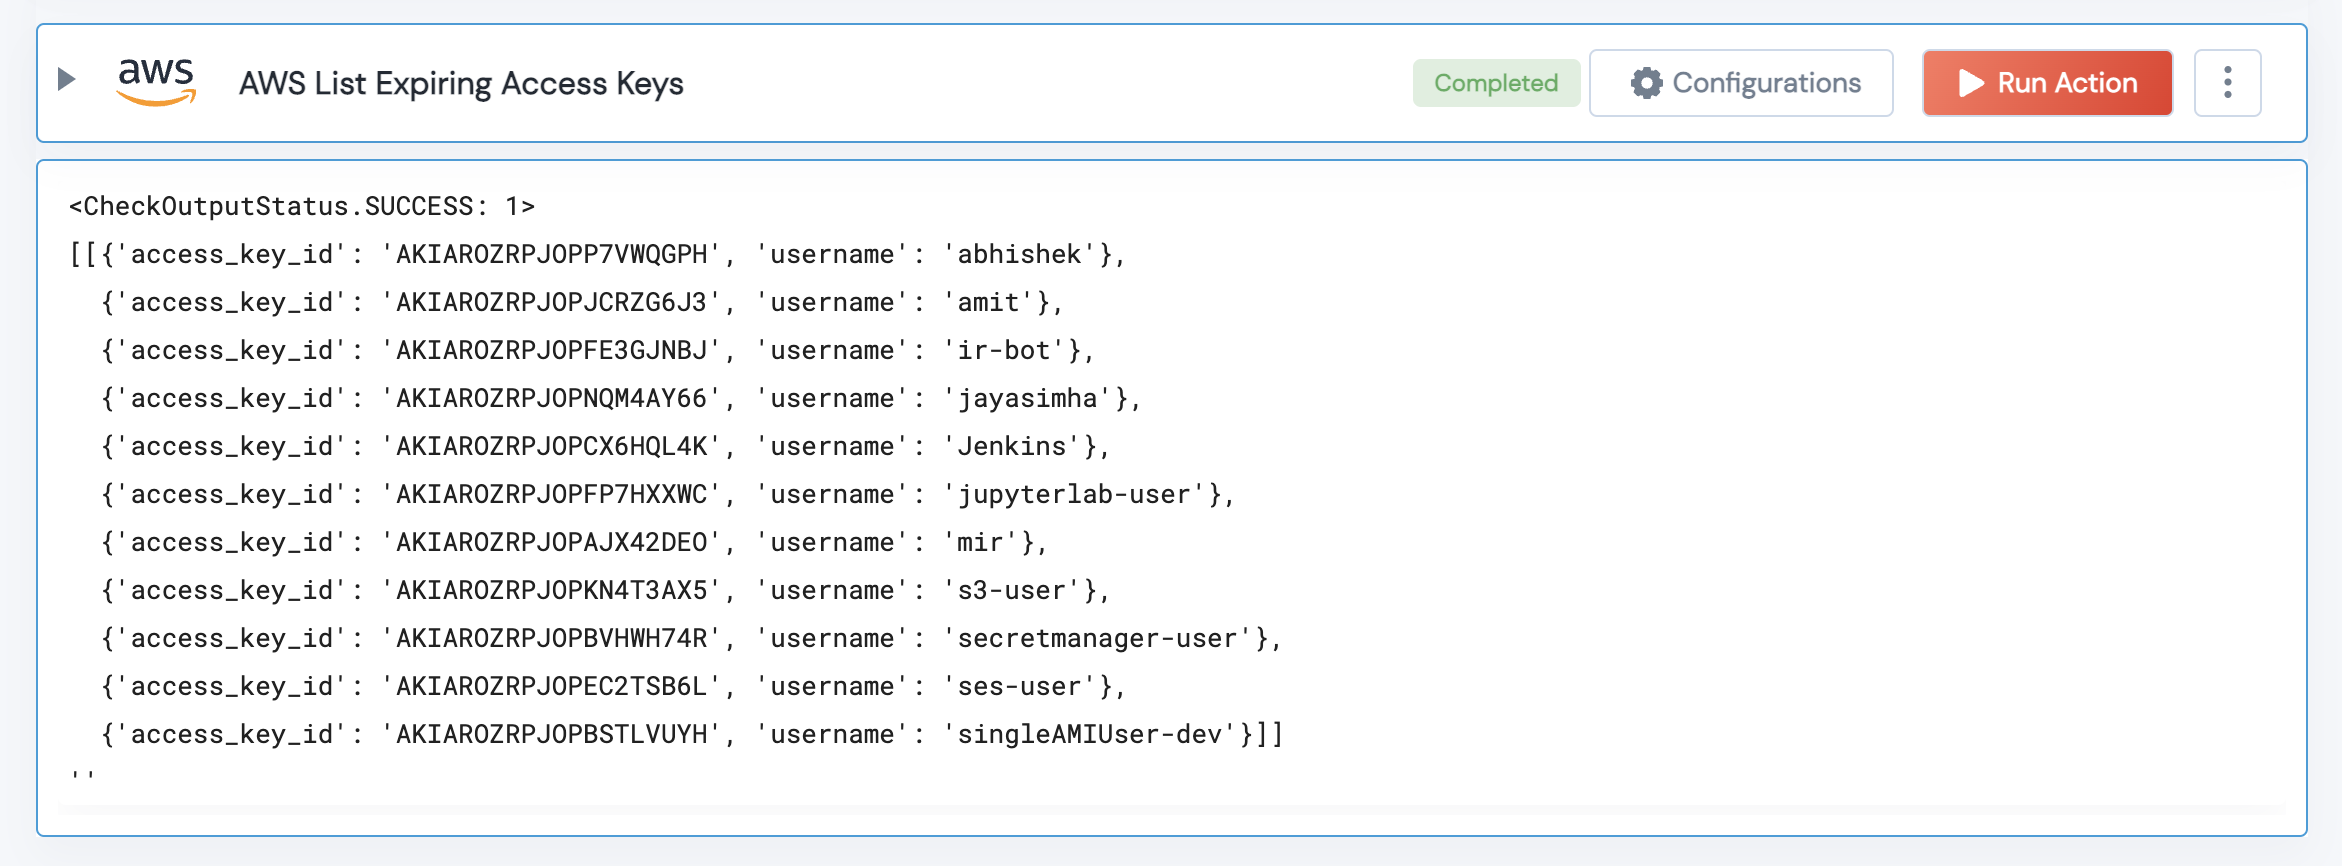 aws AWS List Expiring Access Keys Completed Configurations Run Action
<CheckOutputStatus.SUCCESS: 1>
[[{'access_key_id': 'AKIAROZRPJOPP7VWQGPH', 'username': 'abhishek'},
{'access_key_id': 'AKIAROZRPJOPJCRZG6J3', 'username': 'amit'},
{'access_key_id': 'AKIAROZRPJOPFE3GJNBJ', 'username': 'ir-bot'},
{'access_key_id': 'AKIAROZRPJOPNQM4AY66', 'username': 'jayasimha'},
{'access_key_id': 'AKIAROZRPJOPCX6HQL4K', 'username': 'Jenkins'},
{'access_key_id': 'AKIAROZRPJOPFP7HXXWC', 'username': 'jupyterlab-user'},
{'access_key_id': 'AKIAROZRPJOPAJX42DEO', 'username': 'mir'},
{'access_key_id': 'AKIAROZRPJOPKN4T3AX5', 'username': 's3-user'},
{'access_key_id': 'AKIAROZRPJOPBVHWH74R', 'username': 'secretmanager-user'},
{'access_key_id': 'AKIAROZRPJOPEC2TSB6L', 'username': 'ses-user'},
{'access_key_id': 'AKIAROZRPJOPBSTLVUYH', 'username': 'singleAMIUser-dev'}]]
''